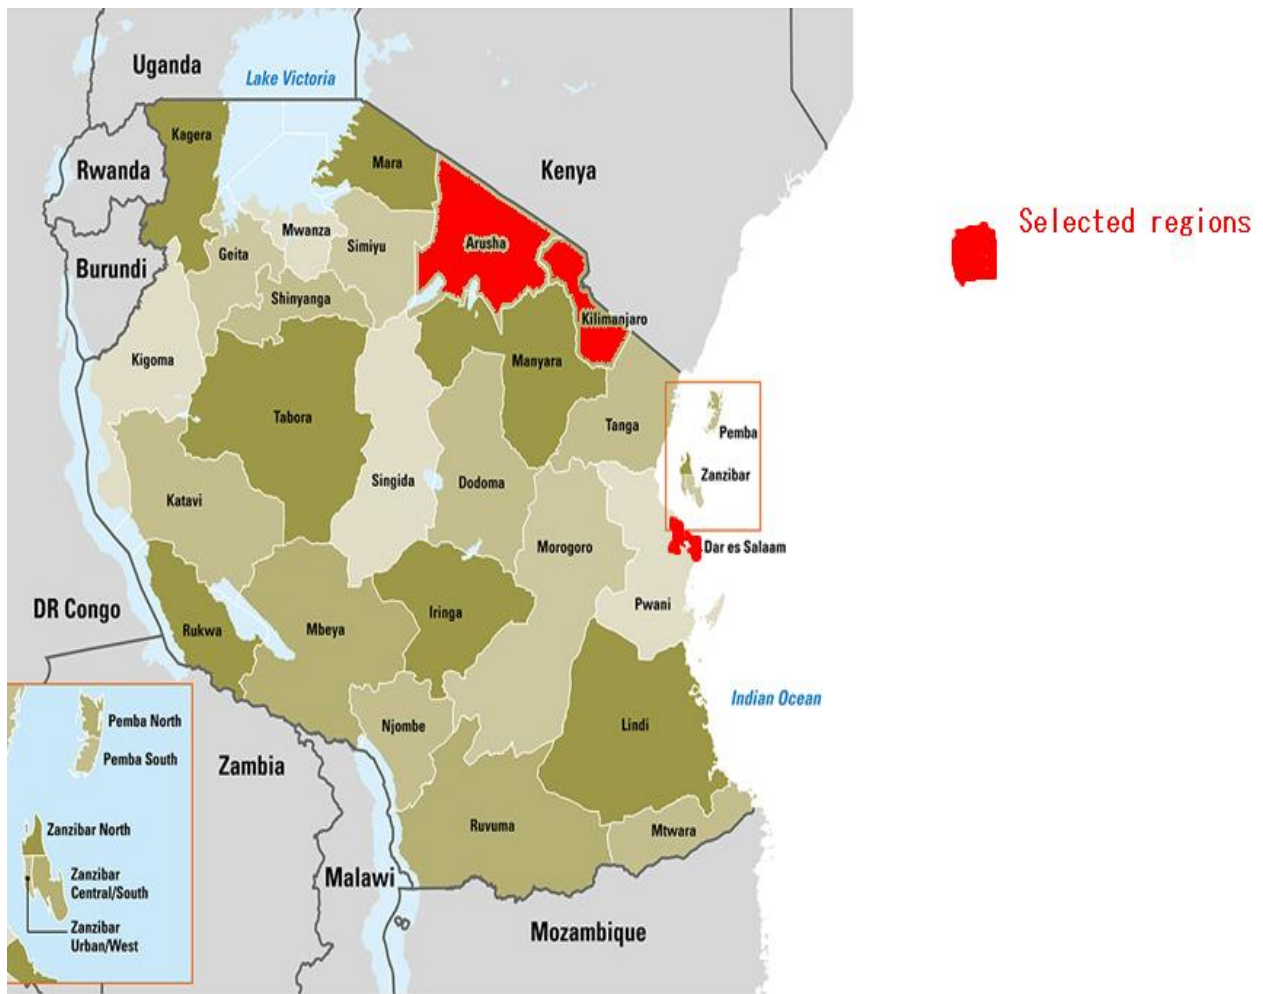 Uganda
Lake Victoria
Kagera
Rwanda
Mara
Kenya
Selected regions
Mwanza
Simiyu
Arusha
Geita
Burundi
Shinyanga
Kilimanjaro
Kigoma
Manyara
Tabora
Tanga
Pemba
Singida
Dodoma
Zanzibar
Katavi
Morogoro
Dar es Salaam
DR Congo
Rukwa
Mbeya
Iringa
Pwani
Indian Ocean
Pemba North
Pemba South
Njombe
Lindi
Zambia
Zanzibar North
Ruvuma
Mtwara
Zanzibar
Central/South
Malawi
Zanzibar
Urban/West
Mozambique